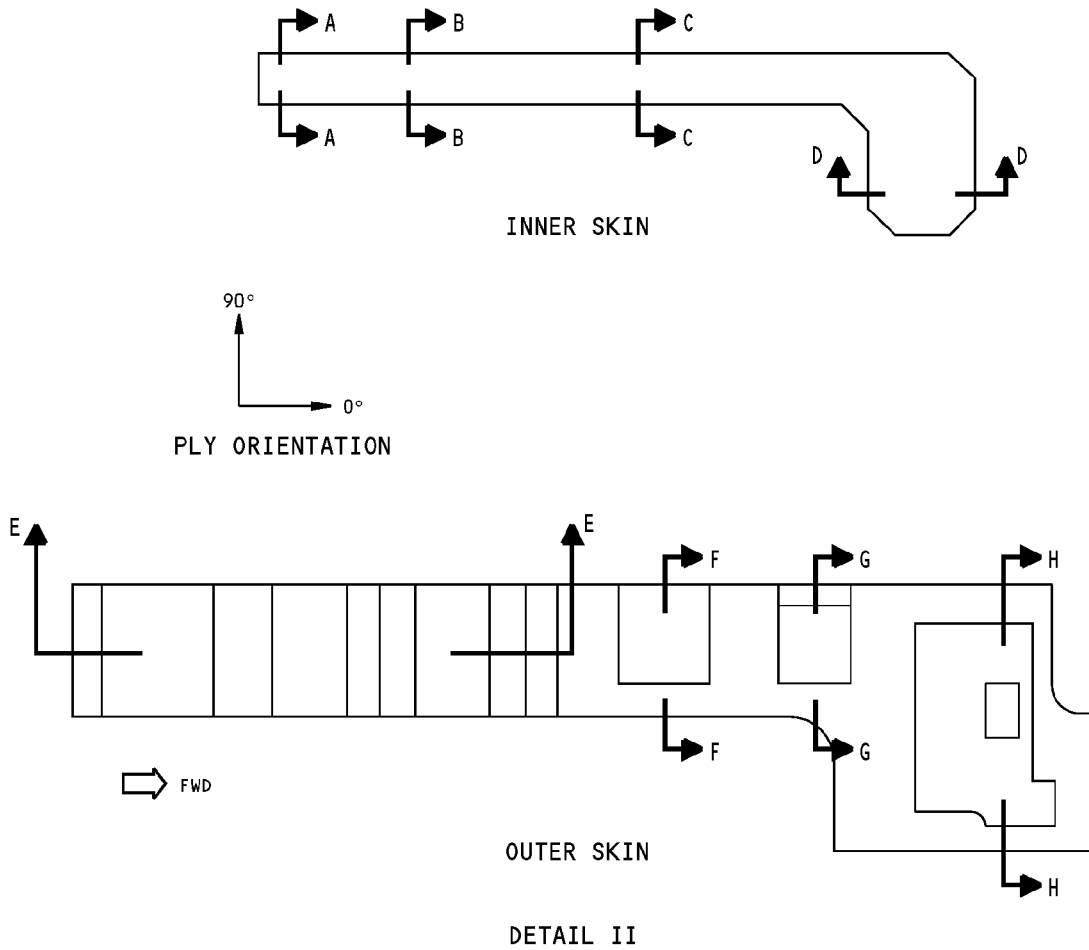 A B C
A B C
D D
INNER SKIN
90°
0°
PLY ORIENTATION
E E
F G H
F G
FWD
OUTER SKIN
H
DETAIL II